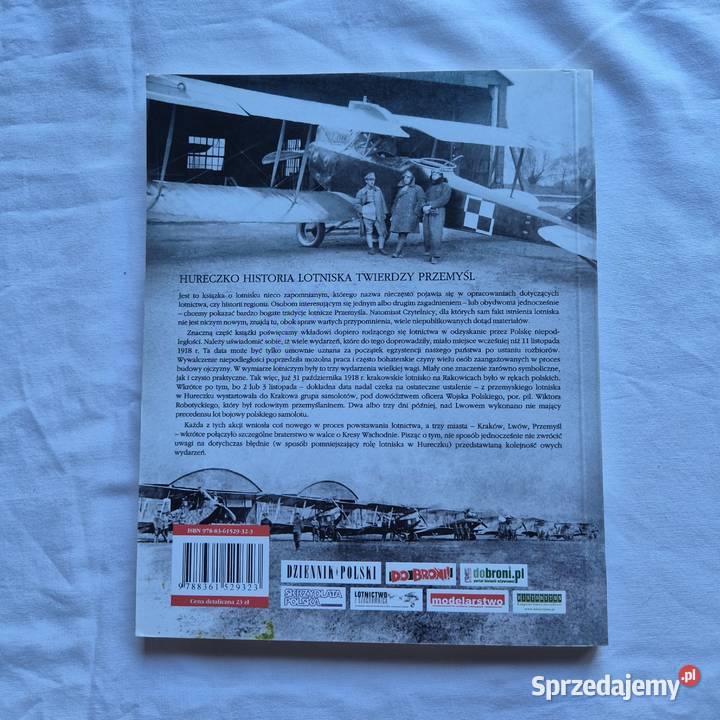 HURECZKO HISTORIA LOTNISKA TWIERDZY PRZEMYŚL
Jest to książka o lotnisku nieco zapomnianym, którego nazwa nieczęsto pojawia się w opracowaniach dotyczących
lotnictwa, czy historii regionu. Osobom interesującym się jednym albo drugim zagadnieniem – lub obydwoma jednocześnie
– chcemy pokazać bardzo bogate tradycje lotnicze Przemyśla. Natomiast Czytelnicy, dla których sam fakt istnienia lotniska
nie jest niczym nowym, znajdą tu, obok spraw wartych przypomnienia, wiele niepublikowanych dotąd materiałów.
Znaczną część książki poświęcamy wkładowi dopiero rodzącego się lotnictwa w odzyskanie przez Polskę niepod-
ległości. Należy uświadomić sobie, iż wiele wydarzeń, które do tego doprowadziły, miało miejsce wcześniej niż 11 listopada
1918 r. Ta data może być tylko umownie uznana za początek egzystencji naszego państwa po ustaniu rozbiorów.
Wywalczenie niepodległości poprzedziła mozolna praca i często bohaterskie czyny wielu osób zaangażowanych w proces
budowy ojczyzny. W wymiarze lotniczym były to trzy wydarzenia wielkiej wagi. Miały one znaczenie zarówno symboliczne,
jak i czysto praktyczne. Tak więc, już 31 października 1918 r. krakowskie lotnisko na Rakowicach było w rękach polskich.
Wkrótce po tym, bo 2 lub 3 listopada – dokładna data nadal czeka na ostateczne ustalenie – z przemyskiego lotniska
w Hureczku wystartowała do Krakowa grupa samolotów, pod dowództwem oficera Wojska Polskiego, por. pil. Wiktora
Robotyckiego, który był rodowitym przemyślaninem. Dwa albo trzy dni później, nad Lwowem wykonano nie mający
precedensu lot bojowy polskiego samolotu.
Każda z tych akcji wniosła coś nowego w proces powstawania lotnictwa, a trzy miasta – Kraków, Lwów, Przemyśl
– wkrótce połączyło szczególne braterstwo w walce o Kresy Wschodnie. Pisząc o tym, nie sposób jednocześnie nie zwrócić
uwagi na dotychczas błędnie (w sposób pomniejszający rolę lotniska w Hureczku) przedstawianą kolejność owych
wydarzeń.
ISBN 978-83-61529-32-3
9 788361 529323
Cena detaliczna 23 zł
DZIENNIK POLSKI
DO BRONI!
dobroni.pl
SKRZYDLATA
POLSKA
LOTNICTWO
modelarstwo
Sprzedajemy.pl